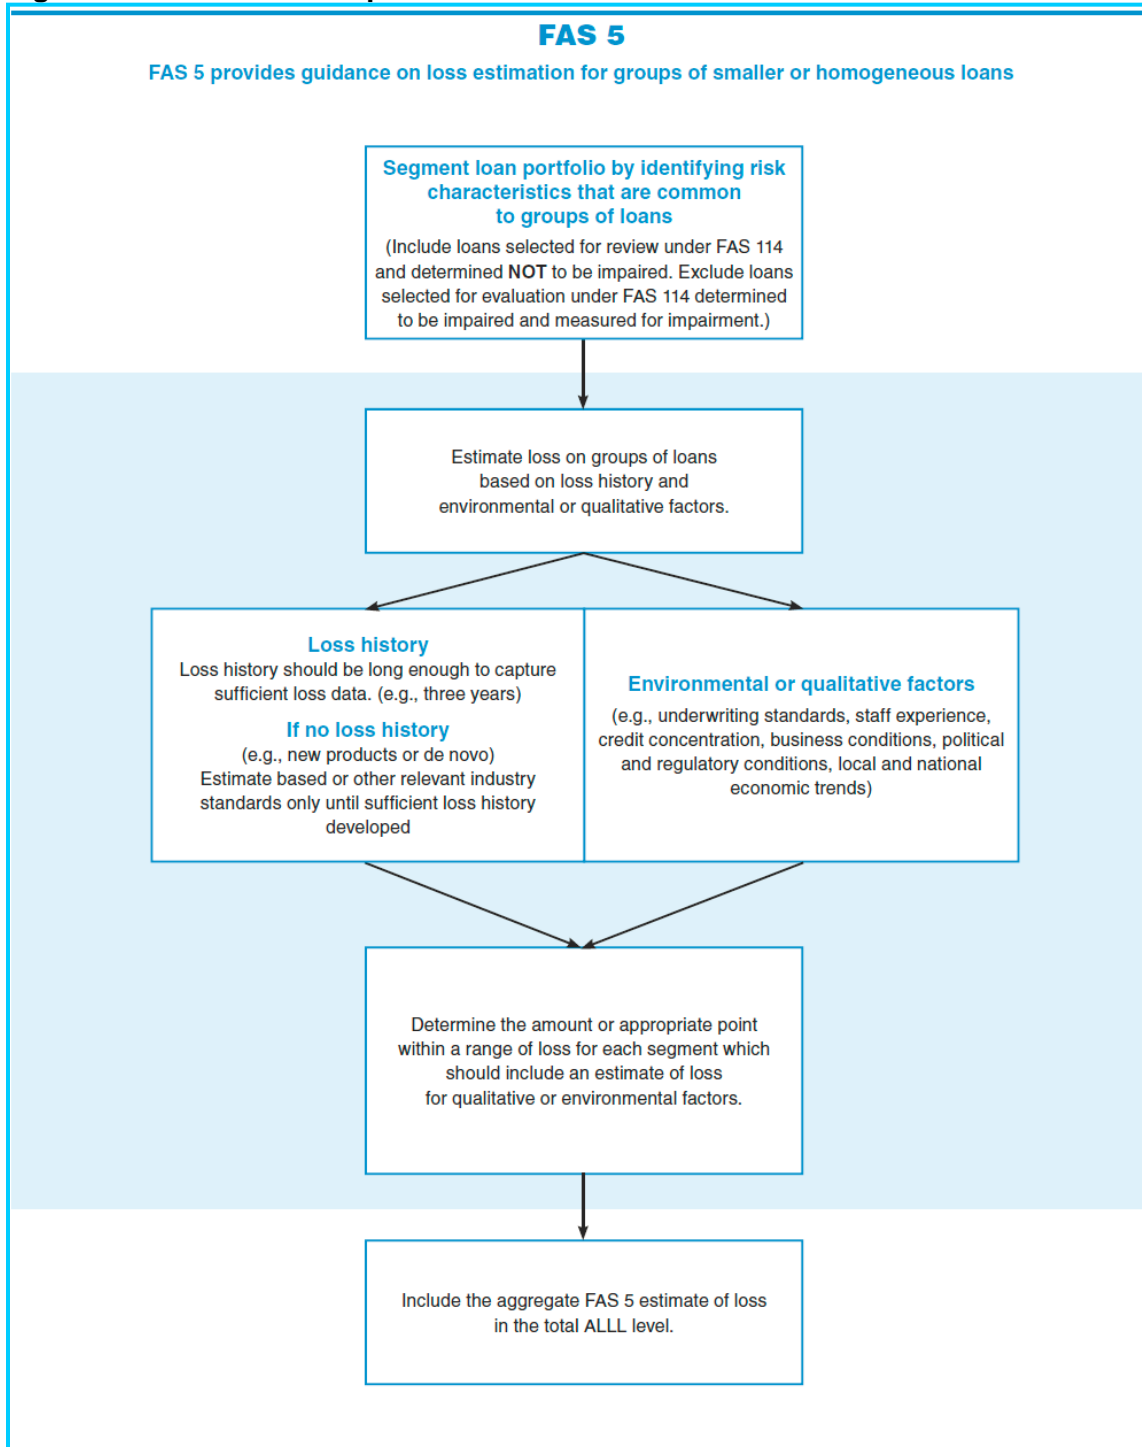 FAS 5
FAS 5 provides guidance on loss estimation for groups of smaller or homogeneous loans
Segment loan portfolio by identifying risk
characteristics that are common
to groups of loans
(Include loans selected for review under FAS 114
and determined NOT to be impaired. Exclude loans
selected for evaluation under FAS 114 determined
to be impaired and measured for impairment.)
Estimate loss on groups of loans
based on loss history and
environmental or qualitative factors.
Loss history
Loss history should be long enough to capture
sufficient loss data. (e.g., three years)
If no loss history
(e.g., new products or de novo)
Estimate based or other relevant industry
standards only until sufficient loss history
developed
Environmental or qualitative factors
(e.g., underwriting standards, staff experience,
credit concentration, business conditions, political
and regulatory conditions, local and national
economic trends)
Determine the amount or appropriate point
within a range of loss for each segment which
should include an estimate of loss
for qualitative or environmental factors.
Include the aggregate FAS 5 estimate of loss
in the total ALLL level.